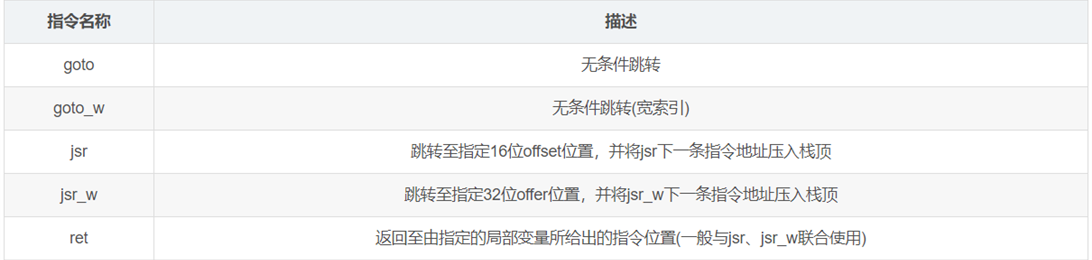 指令名称 描述
goto 无条件跳转
goto_w 无条件跳转(宽索引)
jsr 跳转至指定16位offset位置，并将jsr下一条指令地址压入栈顶
jsr_w 跳转至指定32位offer位置，并将jsr_w下一条指令地址压入栈顶
ret 返回至由指定的局部变量所给出的指令位置(一般与jsr、jsr_w联合使用)